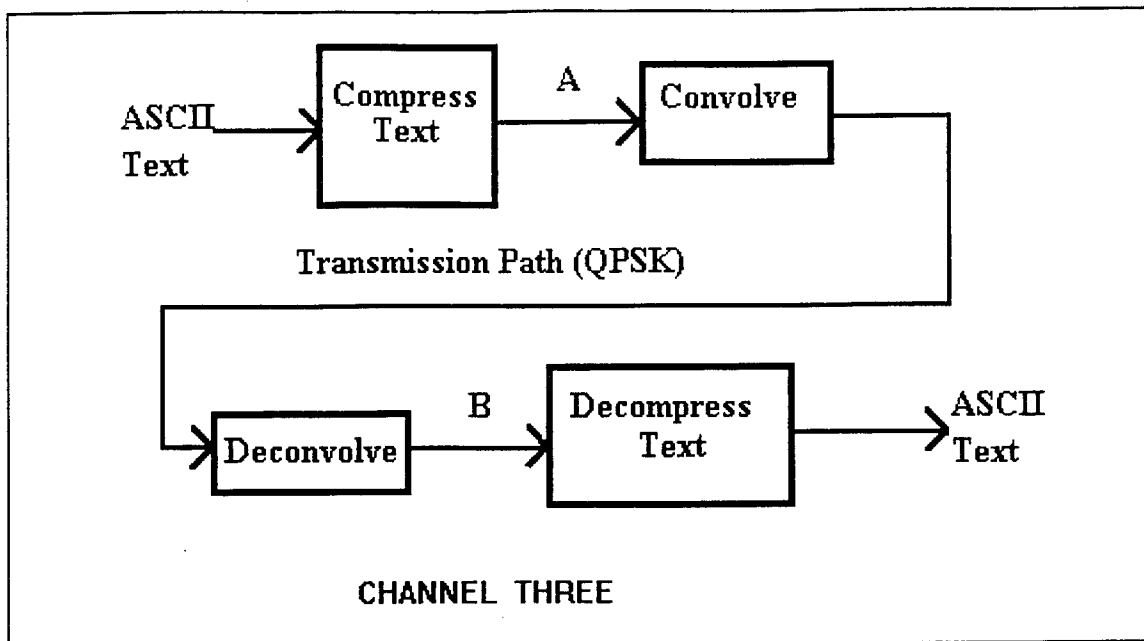 ASCII
Text
Compress
Text
A
Convolve
Transmission Path (QPSK)
Deconvolve
B
Decompress
Text
ASCII
Text
CHANNEL THREE